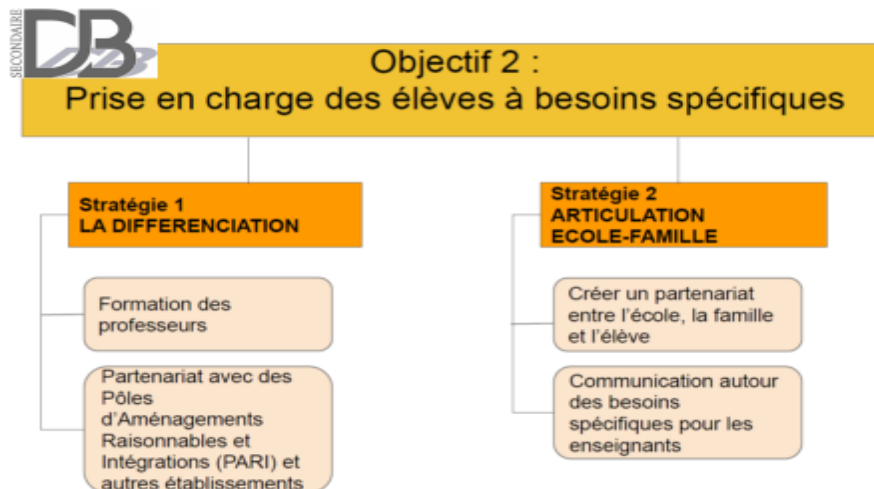 SECONDAIRE
DB
Objectif 2 :
Prise en charge des élèves à besoins spécifiques
Stratégie 1
LA DIFFERENCIATION
Formation des
professeurs
Partenariat avec des
Pôles
d'Aménagements
Raisonnables et
Intégrations (PARI) et
autres établissements
Stratégie 2
ARTICULATION
ECOLE-FAMILLE
Créer un partenariat
entre l'école, la famille
et l'élève
Communication autour
des besoins
spécifiques pour les
enseignants